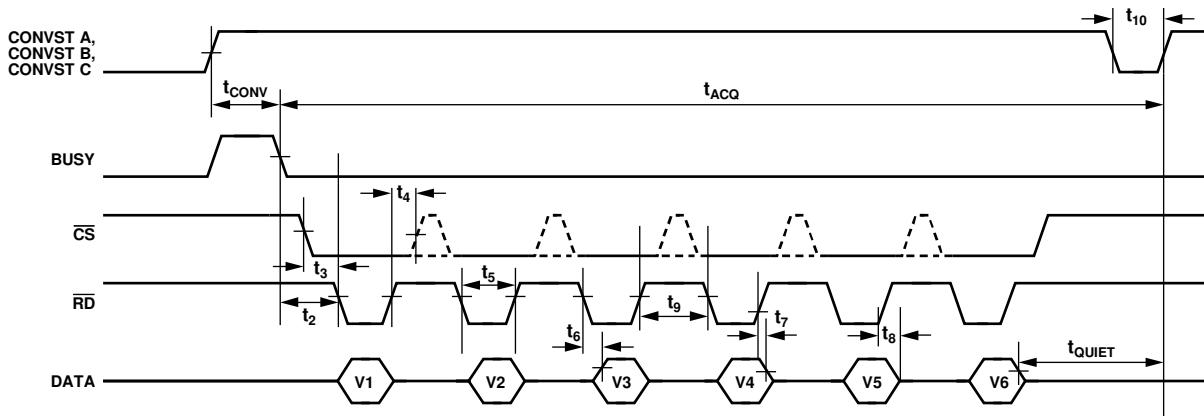 CONVST A,
CONVST B,
CONVST C
t10
tCONV
tACQ
BUSY
t4
CS
t3
t5
RD
t2
t9
t6
t7
t8
tQUIET
DATA
V1
V2
V3
V4
V5
V6